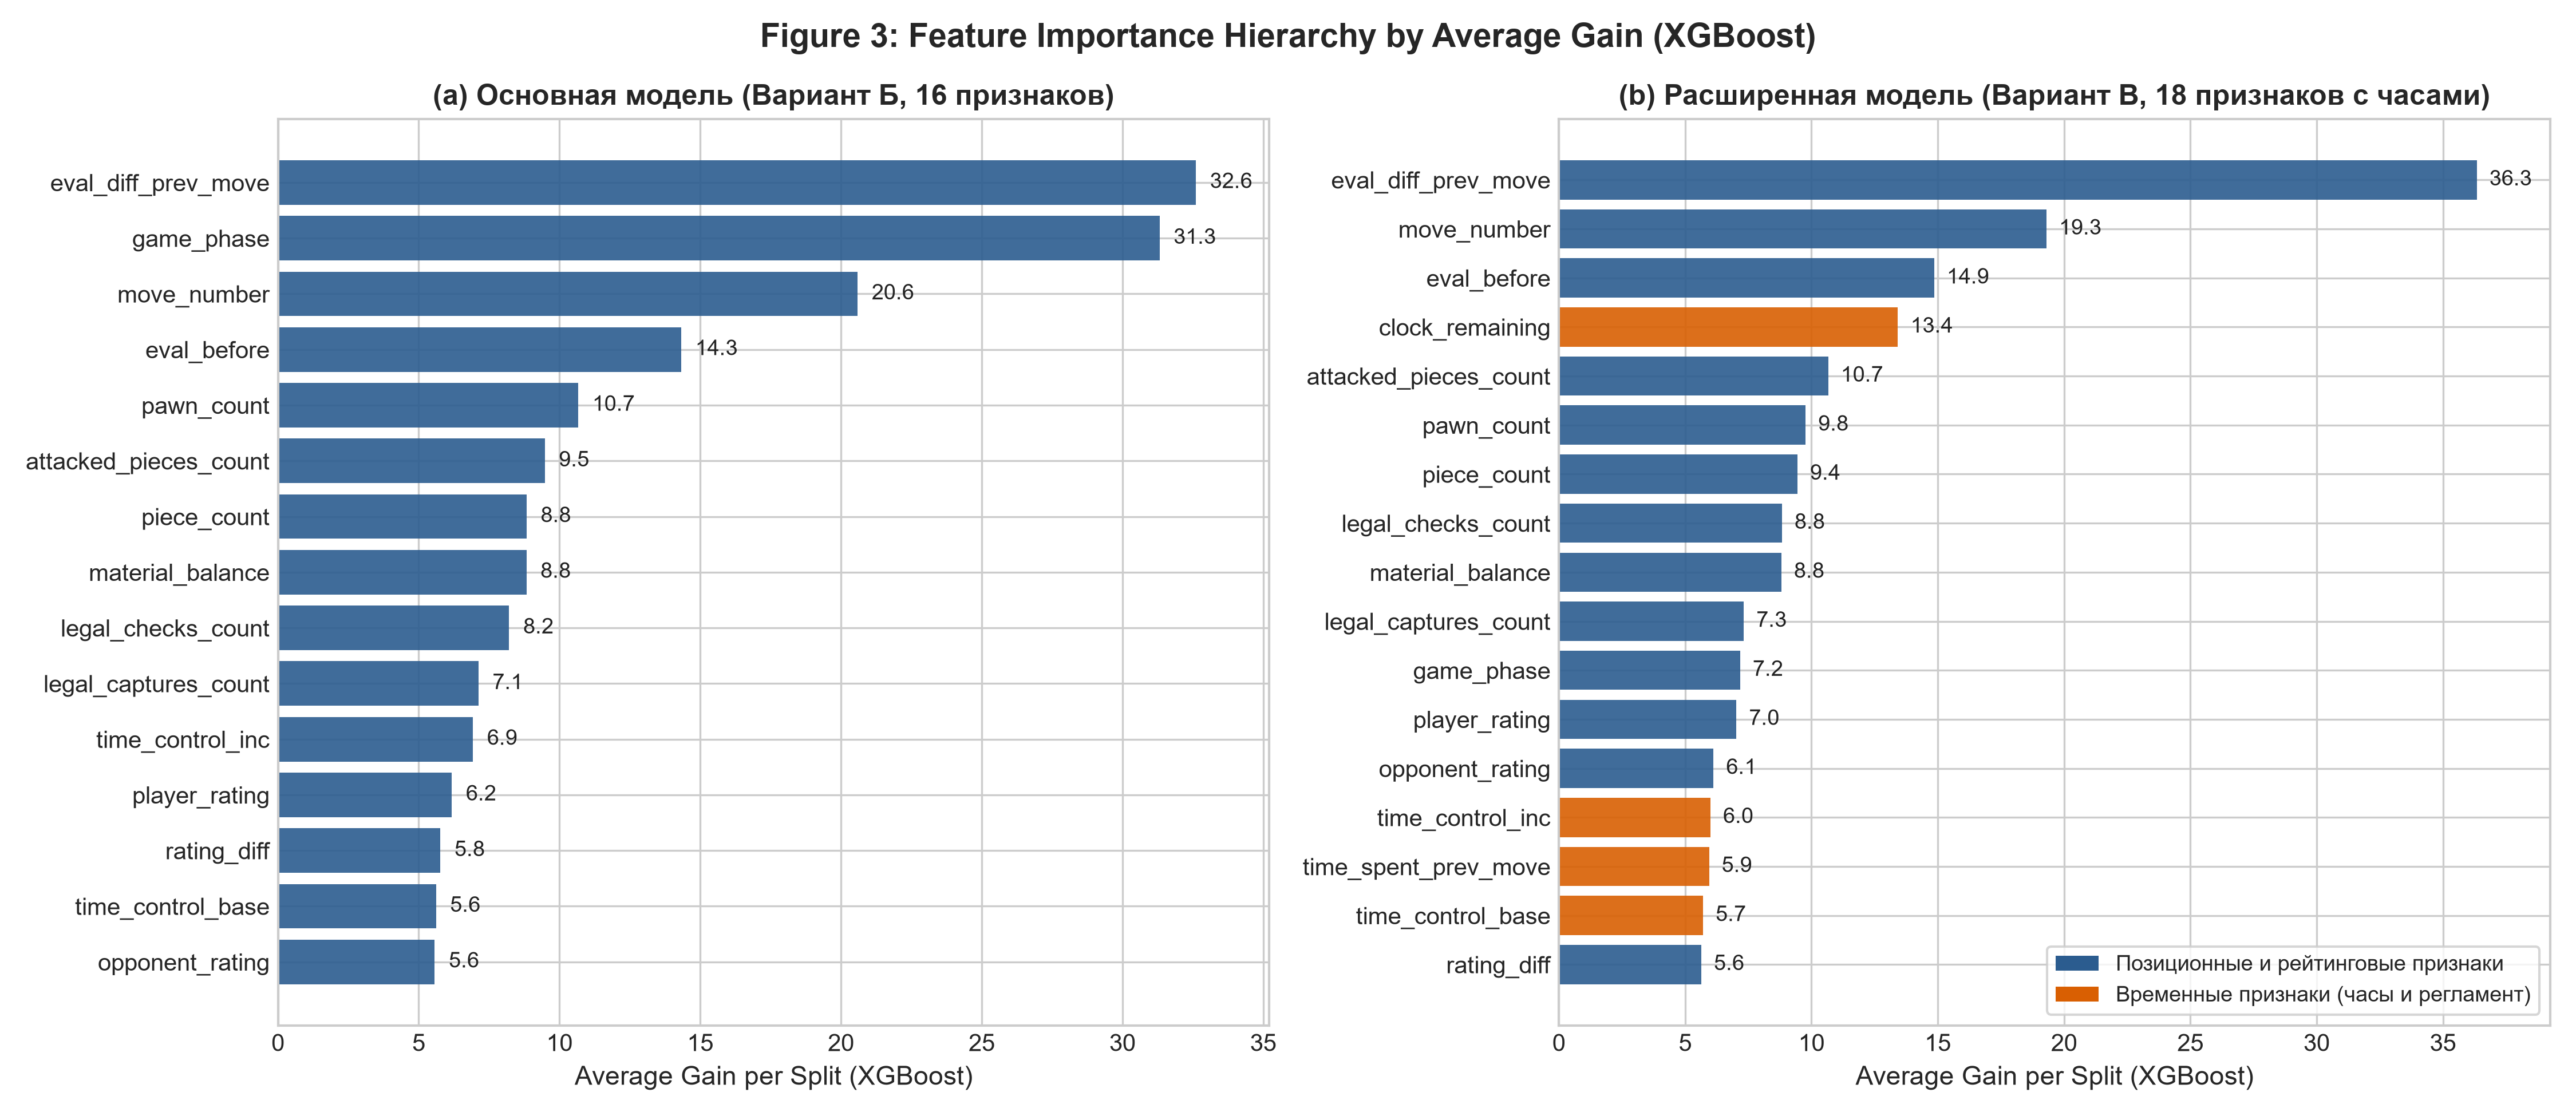 Figure 3: Feature Importance Hierarchy by Average Gain (XGBoost)
(a) Основная модель (Вариант Б, 16 признаков)
eval_diff_prev_move 32.6
game_phase 31.3
move_number 20.6
eval_before 14.3
pawn_count 10.7
attacked_pieces_count 9.5
piece_count 8.8
material_balance 8.8
legal_checks_count 8.2
legal_captures_count 7.1
time_control_inc 6.9
player_rating 6.2
rating_diff 5.8
time_control_base 5.6
opponent_rating 5.6
0 5 10 15 20 25 30 35
Average Gain per Split (XGBoost)
(b) Расширенная модель (Вариант В, 18 признаков с часами)
eval_diff_prev_move 36.3
move_number 19.3
eval_before 14.9
clock_remaining 13.4
attacked_pieces_count 10.7
pawn_count 9.8
piece_count 9.4
legal_checks_count 8.8
material_balance 8.8
legal_captures_count 7.3
game_phase 7.2
player_rating 7.0
opponent_rating 6.1
time_control_inc 6.0
time_spent_prev_move 5.9
time_control_base 5.7
rating_diff 5.6
Позиционные и рейтинговые признаки
Временные признаки (часы и регламент)
0 5 10 15 20 25 30 35
Average Gain per Split (XGBoost)